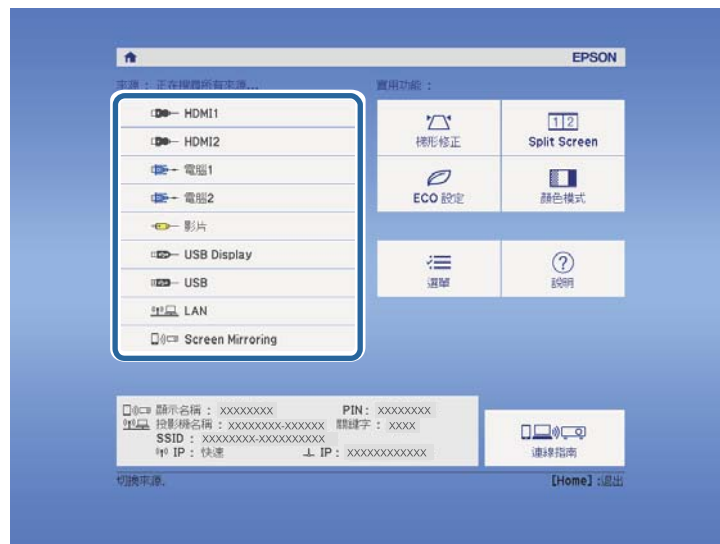 EPSON
來源 : 正在搜尋所有來源...
實用功能 :
HDMI1
HDMI2
電腦1
電腦2
影片
USB Display
USB
LAN
Screen Mirroring
梯形修正
1 2
Split Screen
ECO 設定
顏色模式
選單
?
說明
顯示名稱 : XXXXXXXX PIN : XXXXXXXX
投影機名稱 : XXXXXXXX-XXXXXX 關鍵字 : XXXX
SSID : XXXXXXXX-XXXXXXXXXX
IP : 快速 IP : XXXXXXXXXXXX
連線指南
切換來源.
[Home] :退出